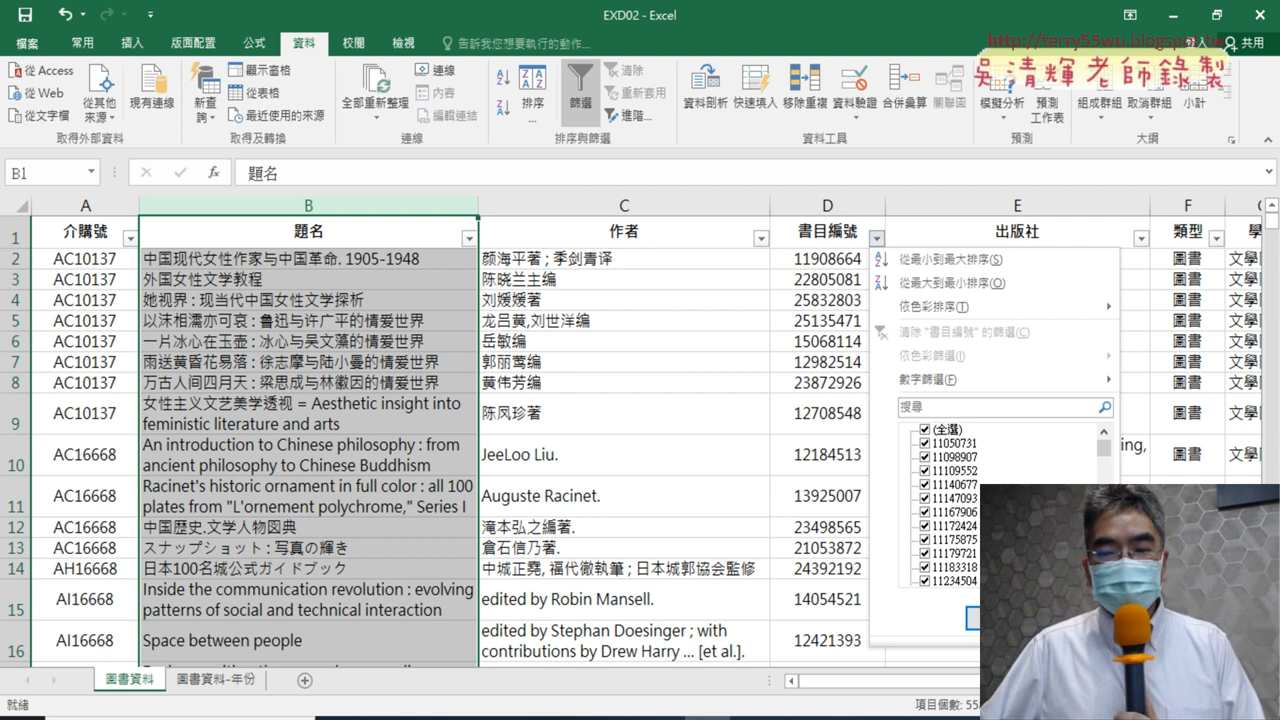 EXD02 - Excel
http://terry55wu.blogspot.tw
登入
共用
檔案 常用 插入 版面配置 公式 資料 校閱 檢視 告訴我您想要執行的動作...
吳清輝老師錄製
從 Access
從 Web
從文字檔
從其他來源
現有連線
取得外部資料
新查詢
顯示窗格
從表格
最近使用的來源
取得及轉換
全部重新整理
連線
內容
編輯連結
連線
排序...
篩選
清除
重新套用
進階...
排序與篩選
資料剖析 快速填入 移除重複 資料驗證 合併彙算 關聯圖
資料工具
模擬分析 預測工作表
預測
組成群組 取消群組 小計
大綱
B1 fx 題名
A B C D E F
1 介購號 題名 作者 書目編號 出版社 類型 學
2 AC10137 中国现代女性作家与中国革命. 1905-1948 颜海平著 ; 季剑青译 11908664 圖書 文學
3 AC10137 外国女性文学教程 陈晓兰主编 22805081 圖書 文學
4 AC10137 她视界 : 现当代中国女性文学探析 刘媛媛著 25832803 圖書 文學
5 AC10137 以沫相濡亦可哀 : 鲁迅与许广平的情爱世界 龙吕黄,刘世洋编 25135471 圖書 文學
6 AC10137 一片冰心在玉壶 : 冰心与吴文藻的情爱世界 岳敏编 15068114 圖書 文學
7 AC10137 雨送黄昏花易落 : 徐志摩与陆小曼的情爱世界 郭丽莺编 12982514 圖書 文學
8 AC10137 万古人间四月天 : 梁思成与林徽因的情爱世界 黄伟芳编 23872926 圖書 文學
9 AC10137 女性主义文艺美学透视 = Aesthetic insight into feministic literature and arts 陈凤珍著 12708548 圖書 文學
10 AC16668 An introduction to Chinese philosophy : from ancient philosophy to Chinese Buddhism JeeLoo Liu. 12184513 ing, 圖書 文學
11 AC16668 Racinet's historic ornament in full color : all 100 plates from "L'ornement polychrome," Series I Auguste Racinet. 13925007
12 AC16668 中国歴史.文学人物図典 滝本弘之編著. 23498565
13 AC16668 スナップショット : 写真の輝き 倉石信乃著. 21053872
14 AH16668 日本100名城公式ガイドブック 中城正堯, 福代徹執筆 ; 日本城郭協会監修 24392192
15 AI16668 Inside the communication revolution : evolving patterns of social and technical interaction edited by Robin Mansell. 14054521
16 AI16668 Space between people edited by Stephan Doesinger ; with contributions by Drew Harry ... [et al.]. 12421393
從最小到最大排序(S)
從最大到最小排序(O)
依色彩排序(T)
清除 "書目編號" 的篩選(C)
依色彩篩選(I)
數字篩選(F)
搜尋
(全選)
11050731
11098907
11109552
11140677
11147093
11167906
11172424
11175875
11179721
11183318
11234504
圖書資料 圖書資料-年份
就緒
項目個數: 55